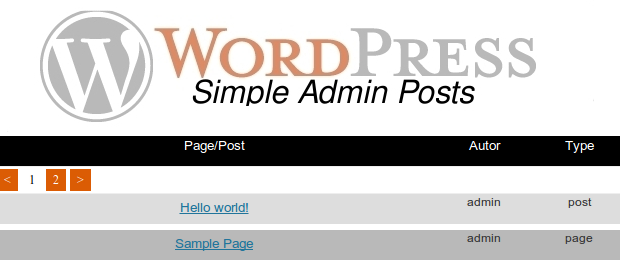 WORDPRESS
Simple Admin Posts
Page/Post Autor Type
< 1 2 >
Hello world! admin post
Sample Page admin page